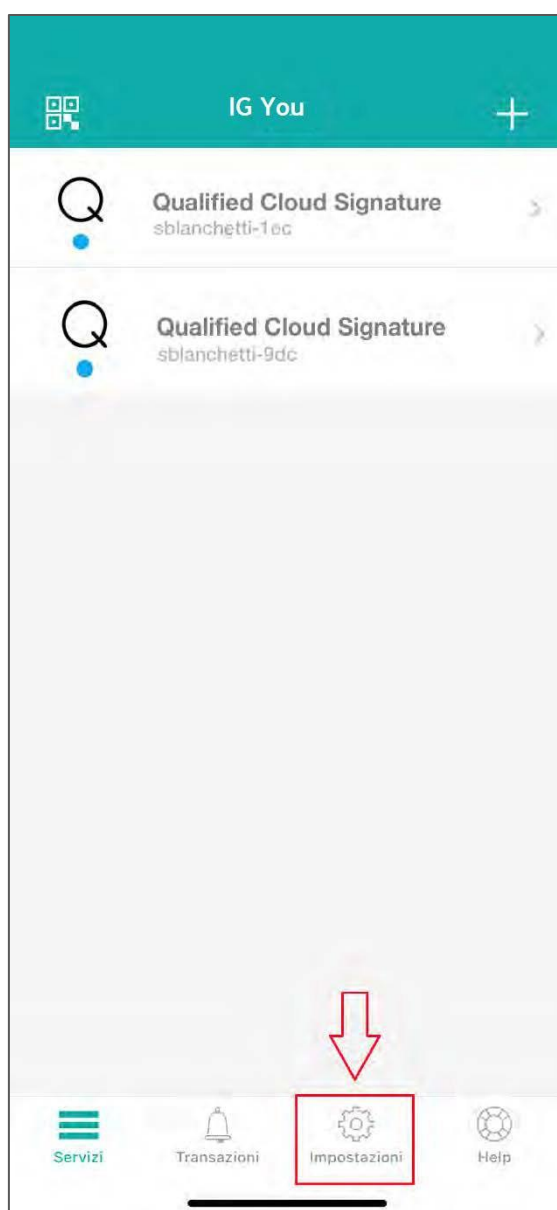 IG You
Qualified Cloud Signature
sblanchetti-1ec
Qualified Cloud Signature
sblanchetti-9dc
Servizi
Transazioni
Impostazioni
Help